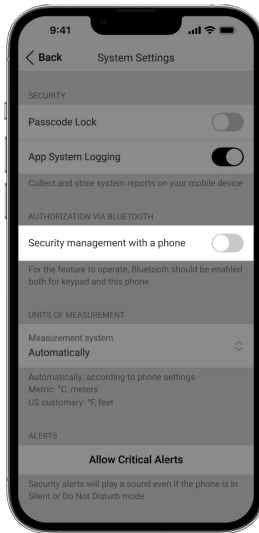 9:41
Back System Settings
SECURITY
Passcode Lock
App System Logging
Collect and store system reports on your mobile device
AUTHORIZATION VIA BLUETOOTH
Security management with a phone
For the feature to operate, Bluetooth should be enabled
both for keypad and this phone
UNITS OF MEASUREMENT
Measurement system
Automatically
Automatically: according to phone settings
Metric: °C, meters
US customary: °F, feet
ALERTS
Allow Critical Alerts
Security alerts will play a sound even if the phone is in
Silent or Do Not Disturb mode